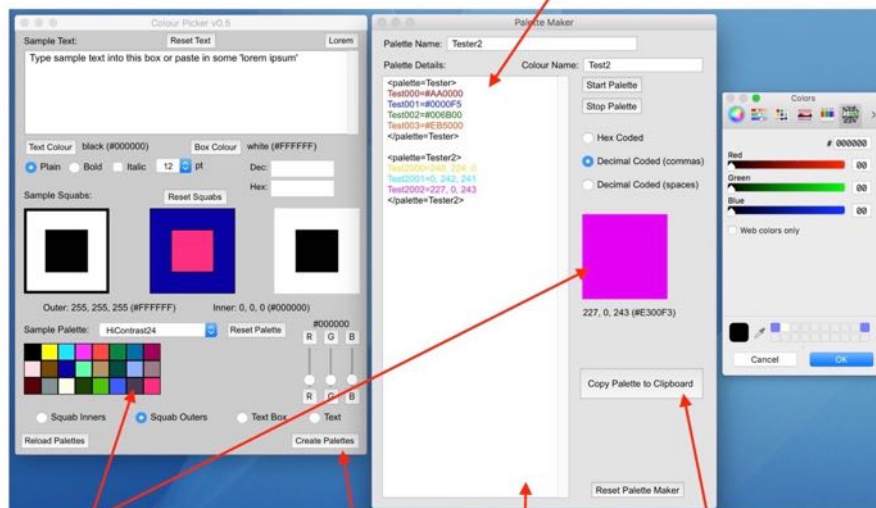 Colour Picker v0.5
Sample Text:
Reset Text
Lorem
Type sample text into this box or paste in some 'lorem ipsum'
Text Colour
black (#000000)
Box Colour
white (#FFFFFF)
Plain
Bold
Italic
12
pt
Dec:
Hex:
Sample Squabs:
Reset Squabs
Outer: 255, 255, 255 (#FFFFFF)
Inner: 0, 0, 0 (#000000)
Sample Palette:
HiContrast24
Reset Palette
#000000
R G B
R G B
Squab Inners
Squab Outers
Text Box
Text
Reload Palettes
Create Palettes
Palette Maker
Palette Name:
Tester2
Palette Details:
Colour Name:
Test2
<palette=Tester>
Test000=#AA0000
Test001=#0000F5
Test002=#006B00
Test003=#EB5000
</palette=Tester>
<palette=Tester2>
Test2000=248, 224, 0
Test2001=0, 242, 241
Test2002=227, 0, 243
</palette=Tester2>
Start Palette
Stop Palette
Hex Coded
Decimal Coded (commas)
Decimal Coded (spaces)
227, 0, 243 (#E300F3)
Copy Palette to Clipboard
Reset Palette Maker
Colors
# 000000
Red
00
Green
00
Blue
00
Web colors only
Cancel
OK